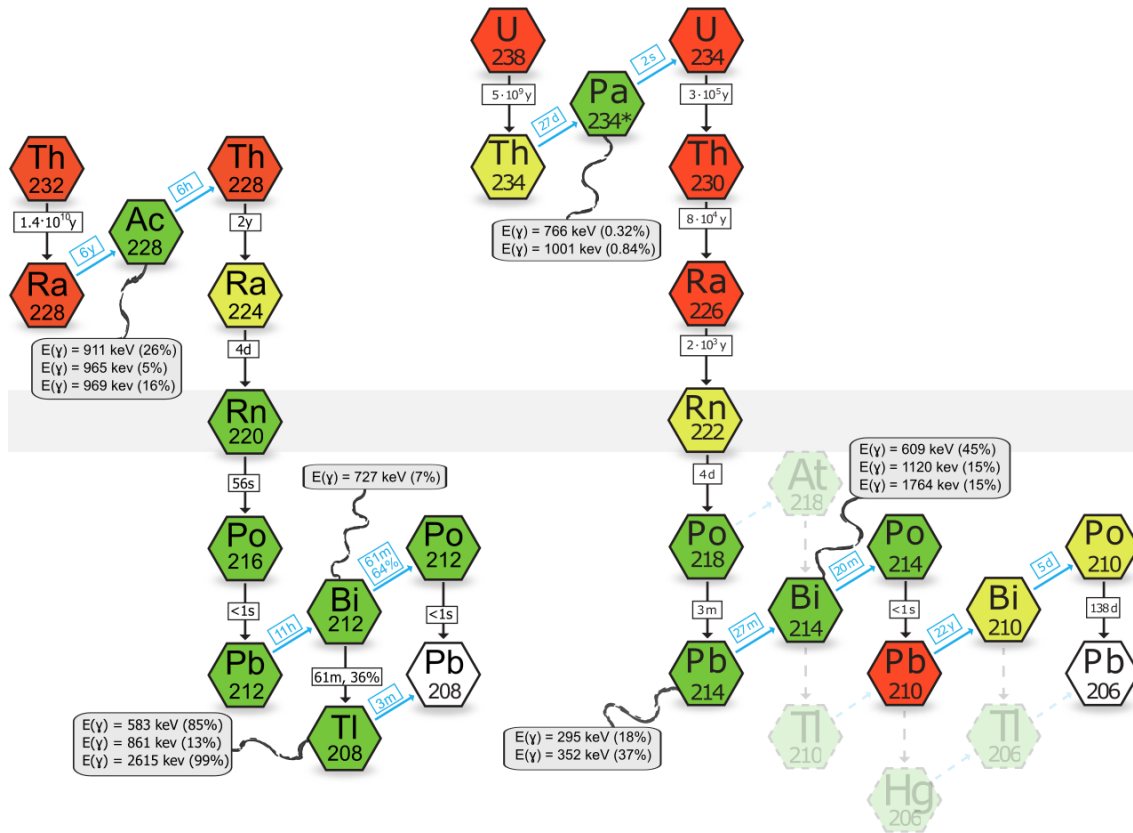 U
238
5·10⁹y
Th
234
27d
Pa
234*
2s
U
234
3·10⁵y
Th
230
8·10⁴y
Ra
226
2·10³y
Rn
222
4d
Po
218
3m
Pb
214
27m
Bi
214
20m
Po
214
<1s
Pb
210
22y
Bi
210
5d
Po
210
138d
Pb
206
At
218
Tl
210
Hg
206
Tl
206
E(ɣ) = 766 keV (0.32%)
E(ɣ) = 1001 kev (0.84%)
E(ɣ) = 609 keV (45%)
E(ɣ) = 1120 keV (15%)
E(ɣ) = 1764 kev (15%)
E(ɣ) = 295 keV (18%)
E(ɣ) = 352 keV (37%)
Th
232
1.4·10¹⁰y
Ra
228
6y
Ac
228
6h
Th
228
2y
Ra
224
4d
Rn
220
56s
Po
216
<1s
Pb
212
11h
Bi
212
61m
64%
Po
212
<1s
Pb
208
61m, 36%
Tl
208
3m
E(ɣ) = 911 keV (26%)
E(ɣ) = 965 kev (5%)
E(ɣ) = 969 kev (16%)
E(ɣ) = 727 keV (7%)
E(ɣ) = 583 keV (85%)
E(ɣ) = 861 keV (13%)
E(ɣ) = 2615 kev (99%)